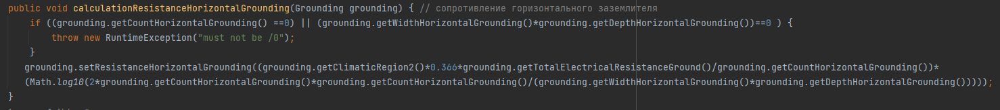 public void calculationResistanceHorizontalGrounding(Grounding grounding) { // сопротивление горизонтального заземлителя
if ((grounding.getCountHorizontalGrounding() ==0) || (grounding.getWidthHorizontalGrounding()*grounding.getDepthHorizontalGrounding())==0 ) {
throw new RuntimeException("must not be /0");
}
grounding.setResistanceHorizontalGrounding((grounding.getClimaticRegion2()*0.366*grounding.getTotalElectricalResistanceGround()/grounding.getCountHorizontalGrounding())*
(Math.log10(2*grounding.getCountHorizontalGrounding()*grounding.getCountHorizontalGrounding()/(grounding.getWidthHorizontalGrounding()*grounding.getDepthHorizontalGrounding()))));
}